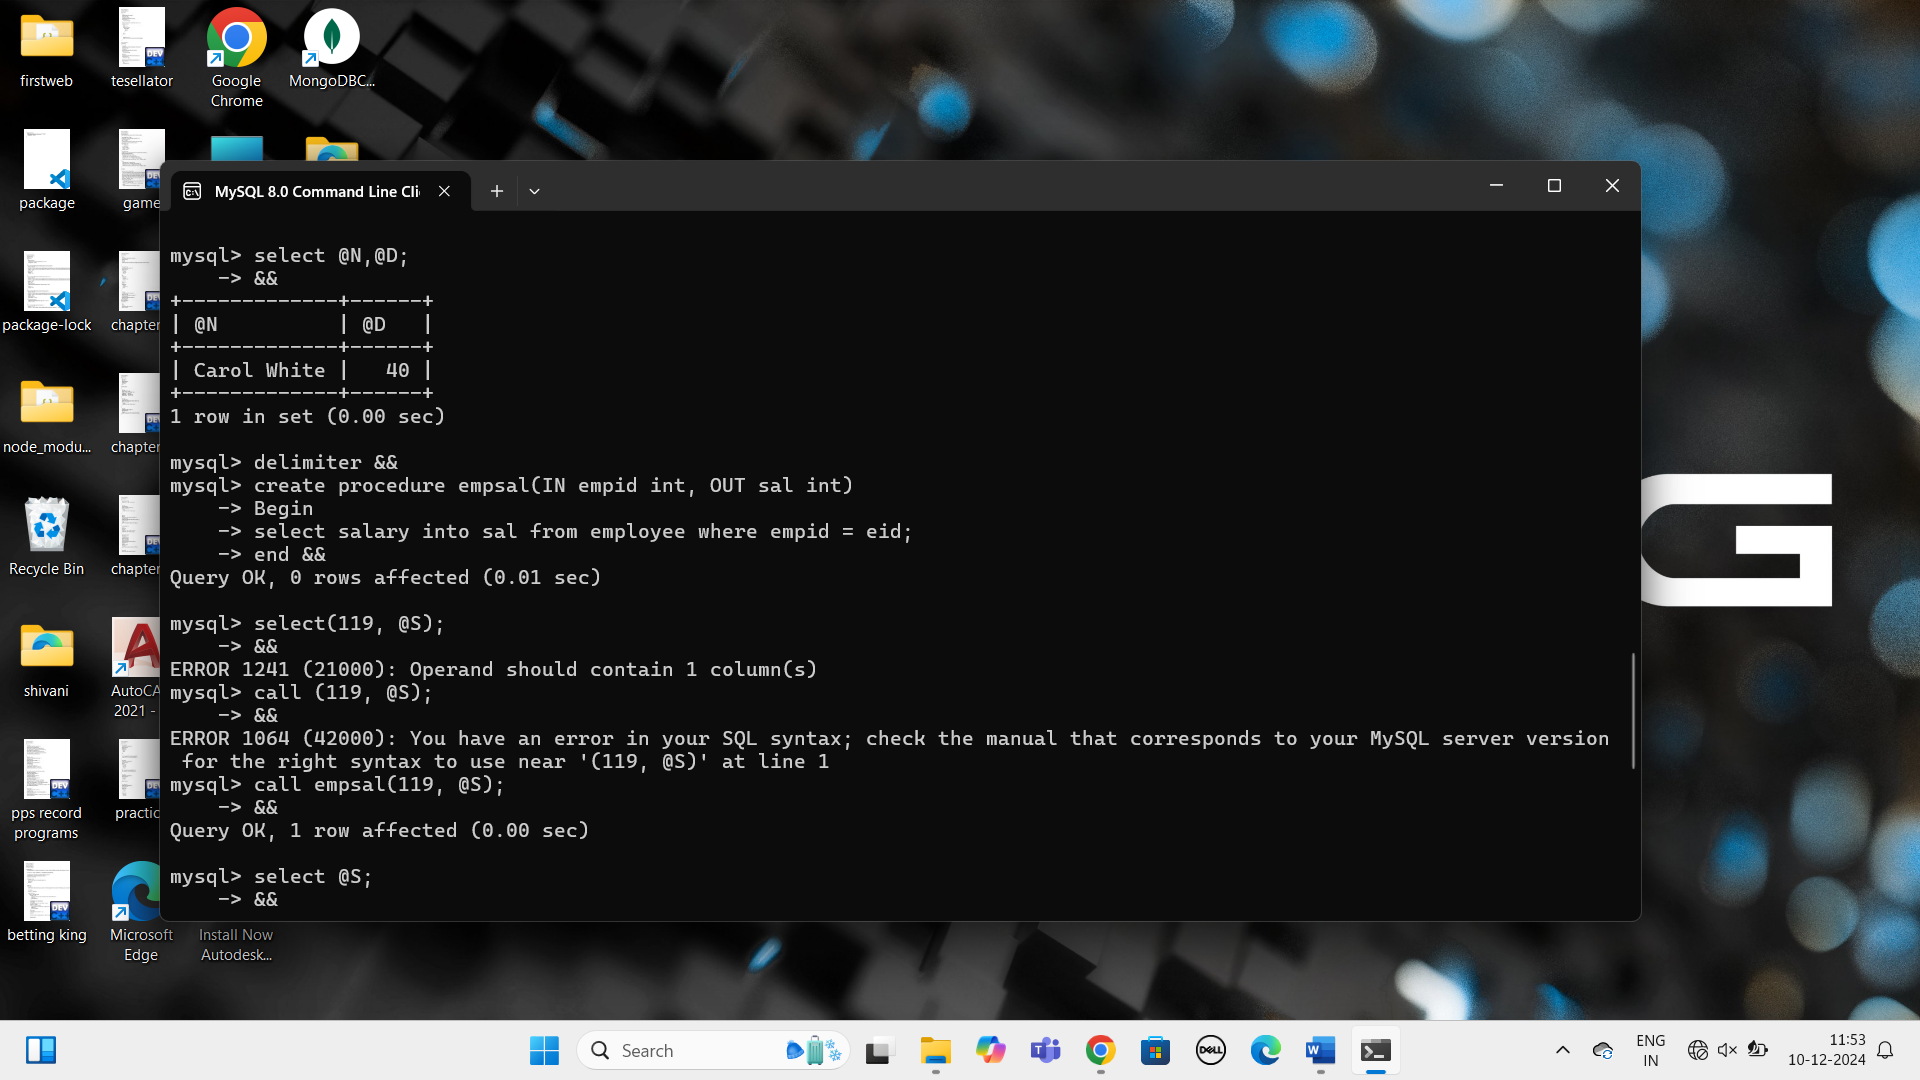 firstweb
tesellator
Google
Chrome
MongoDBC...
package
game
package-lock
chapter
node_modu...
chapter
Recycle Bin
chapter
shivani
AutoCA
2021 -
pps record
programs
practic
betting king
Microsoft
Edge
Install Now
Autodesk...
MySQL 8.0 Command Line Cli
mysql> select @N,@D;
    -> &&
+-------------+------+
| @N          | @D   |
+-------------+------+
| Carol White |   40 |
+-------------+------+
1 row in set (0.00 sec)
mysql> delimiter &&
mysql> create procedure empsal(IN empid int, OUT sal int)
    -> Begin
    -> select salary into sal from employee where empid = eid;
    -> end &&
Query OK, 0 rows affected (0.01 sec)
mysql> select(119, @S);
    -> &&
ERROR 1241 (21000): Operand should contain 1 column(s)
mysql> call (119, @S);
    -> &&
ERROR 1064 (42000): You have an error in your SQL syntax; check the manual that corresponds to your MySQL server version
 for the right syntax to use near '(119, @S)' at line 1
mysql> call empsal(119, @S);
    -> &&
Query OK, 1 row affected (0.00 sec)
mysql> select @S;
    -> &&
G
Search
DELL
ENG
IN
11:53
10-12-2024